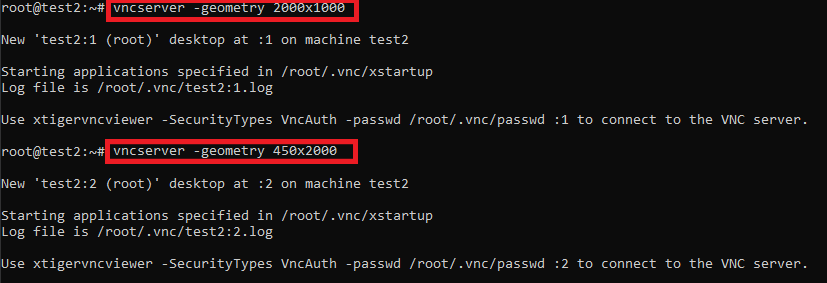 root@test2:~# vncserver -geometry 2000x1000
New 'test2:1 (root)' desktop at :1 on machine test2
Starting applications specified in /root/.vnc/xstartup
Log file is /root/.vnc/test2:1.log
Use xtigervncviewer -SecurityTypes VncAuth -passwd /root/.vnc/passwd :1 to connect to the VNC server.
root@test2:~# vncserver -geometry 450x2000
New 'test2:2 (root)' desktop at :2 on machine test2
Starting applications specified in /root/.vnc/xstartup
Log file is /root/.vnc/test2:2.log
Use xtigervncviewer -SecurityTypes VncAuth -passwd /root/.vnc/passwd :2 to connect to the VNC server.